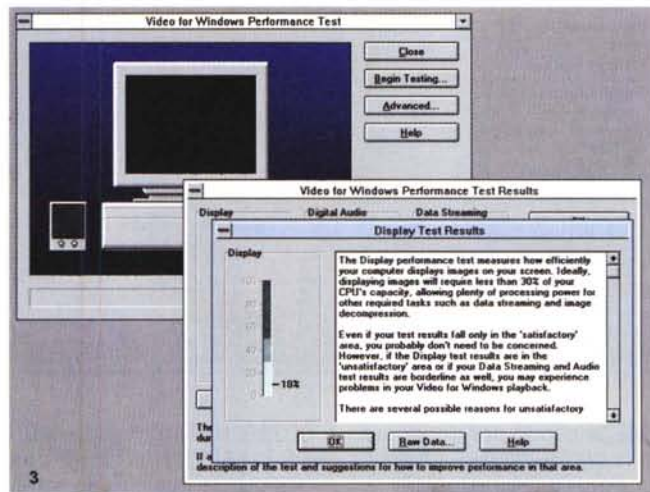 Video for Windows Performance Test
Close
Begin Testing...
Advanced...
Help
Video for Windows Performance Test Results
Display Digital Audio Data Streaming
Display Test Results
Display
The Display performance test measures how efficiently
your computer displays images on your screen. Ideally,
displaying images will require less than 30% of your
CPU's capacity, allowing plenty of processing power for
other required tasks such as data streaming and image
decompression.
Even if your test results fall only in the 'satisfactory'
area, you probably don't need to be concerned.
However, if the Display test results are in the
'unsatisfactory' area or if your Data Streaming and Audio
test results are borderline as well, you may experience
problems in your Video for Windows playback.
There are several possible reasons for unsatisfactory
100
40
20
10%
OK
Raw Data...
Help
The
If a
description of the test and suggestions for how to improve performance in that area.
3